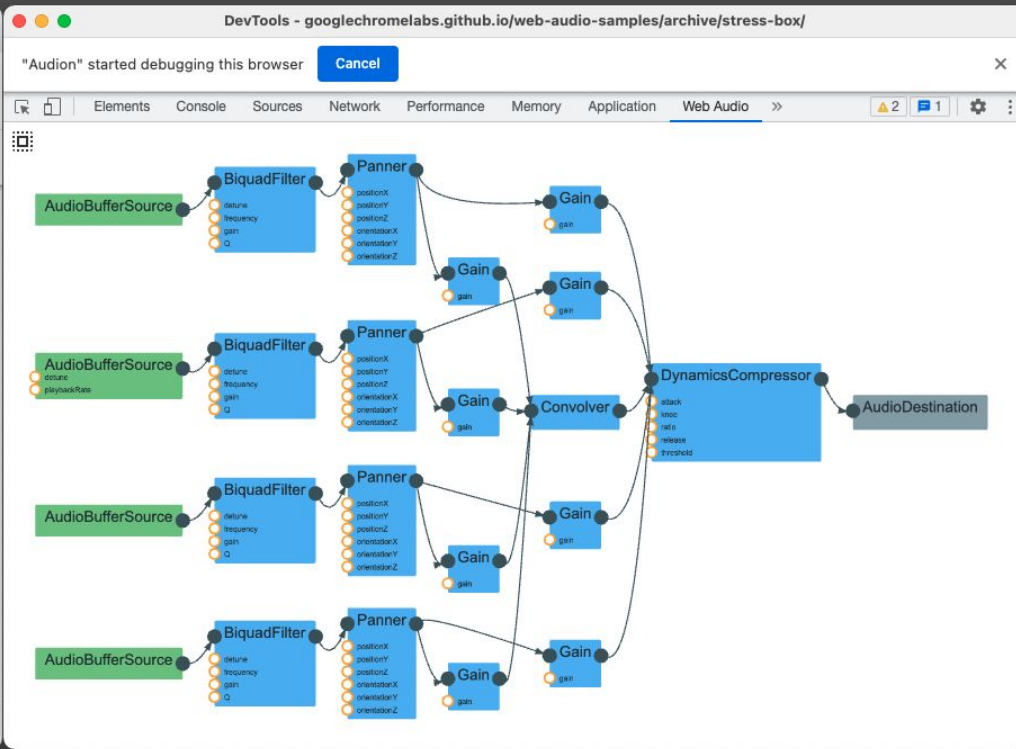 DevTools - googlechromelabs.github.io/web-audio-samples/archive/stress-box/
"Audion" started debugging this browser Cancel
Elements Console Sources Network Performance Memory Application Web Audio » 2 1
AudioBufferSource
BiquadFilter
detune
frequency
gain
Q
Panner
positionX
positionY
positionZ
orientationX
orientationY
orientationZ
Gain
gain
Gain
gain
AudioBufferSource
detune
playbackRate
BiquadFilter
detune
frequency
gain
Q
Panner
positionX
positionY
positionZ
orientationX
orientationY
orientationZ
Gain
gain
Gain
gain
Convolver
DynamicsCompressor
attack
knee
ratio
release
threshold
AudioDestination
AudioBufferSource
BiquadFilter
detune
frequency
gain
Q
Panner
positionX
positionY
positionZ
orientationX
orientationY
orientationZ
Gain
gain
Gain
gain
AudioBufferSource
BiquadFilter
detune
frequency
gain
Q
Panner
positionX
positionY
positionZ
orientationX
orientationY
orientationZ
Gain
gain
Gain
gain